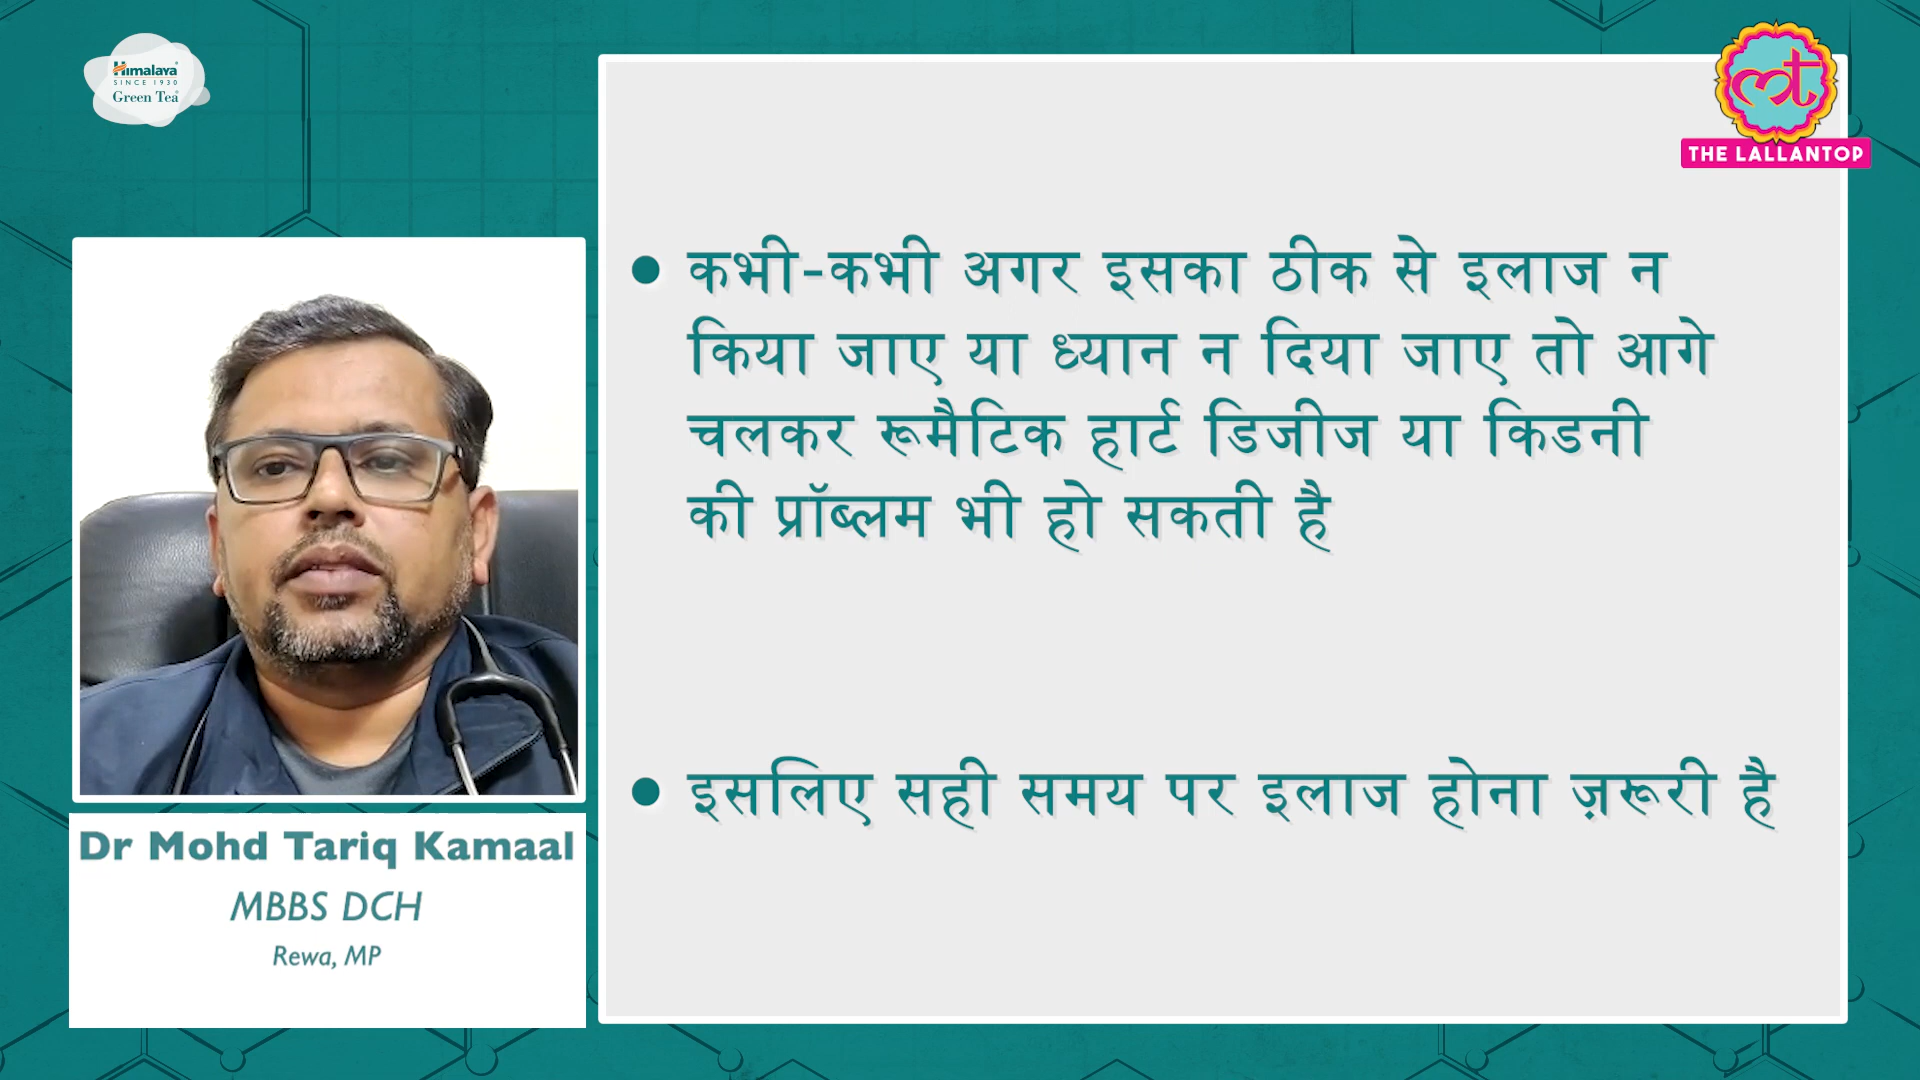 Himalaya
SINCE 1930
Green Tea
THE LALLANTOP
कभी-कभी अगर इसका ठीक से इलाज न
किया जाए या ध्यान न दिया जाए तो आगे
चलकर रूमैटिक हार्ट डिजीज या किडनी
की प्रॉब्लम भी हो सकती है
इसलिए सही समय पर इलाज होना ज़रूरी है
Dr Mohd Tariq Kamaal
MBBS DCH
Rewa, MP